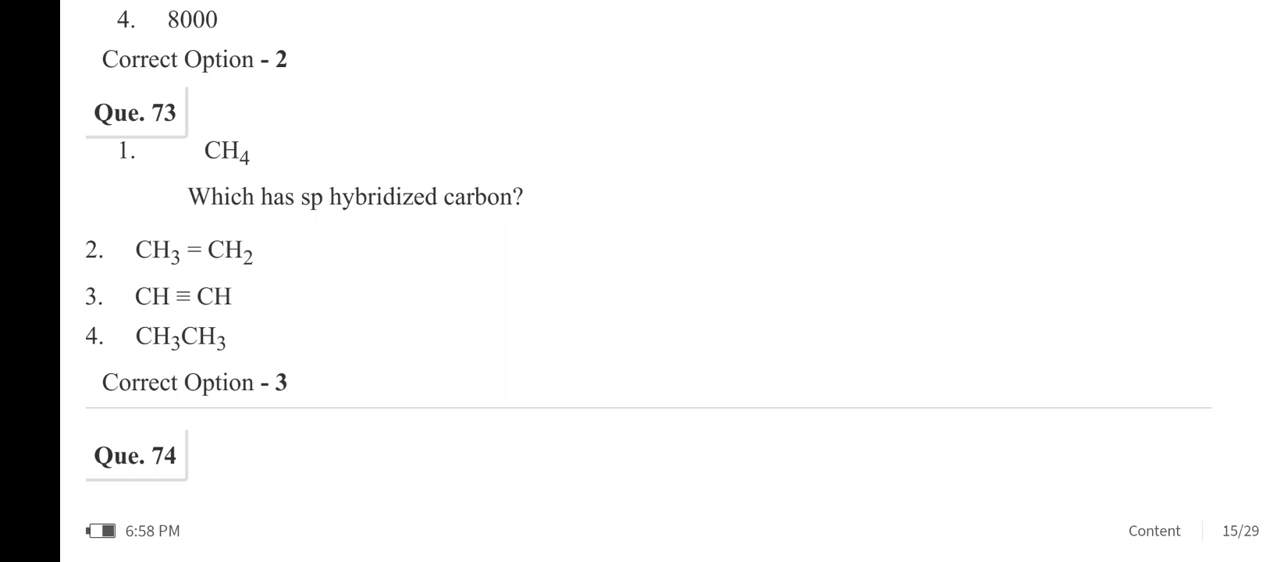 4. 8000
Correct Option - 2
Que. 73
1. CH₄
Which has sp hybridized carbon?
2. CH₃ = CH₂
3. CH ≡ CH
4. CH₃CH₃
Correct Option - 3
Que. 74
6:58 PM Content 15/29